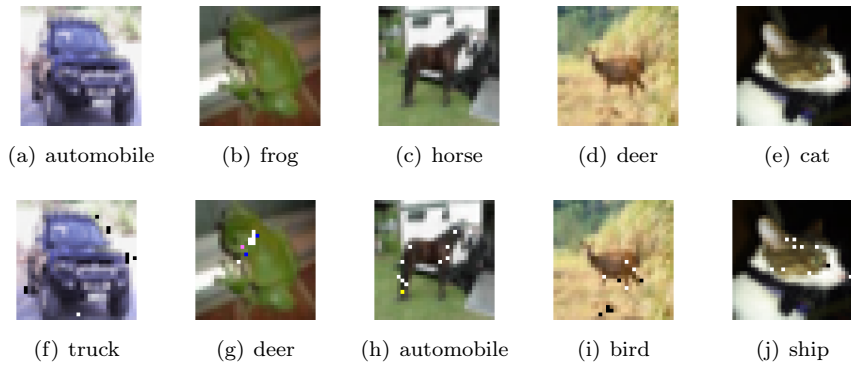 (a) automobile (b) frog (c) horse (d) deer (e) cat
(f) truck (g) deer (h) automobile (i) bird (j) ship